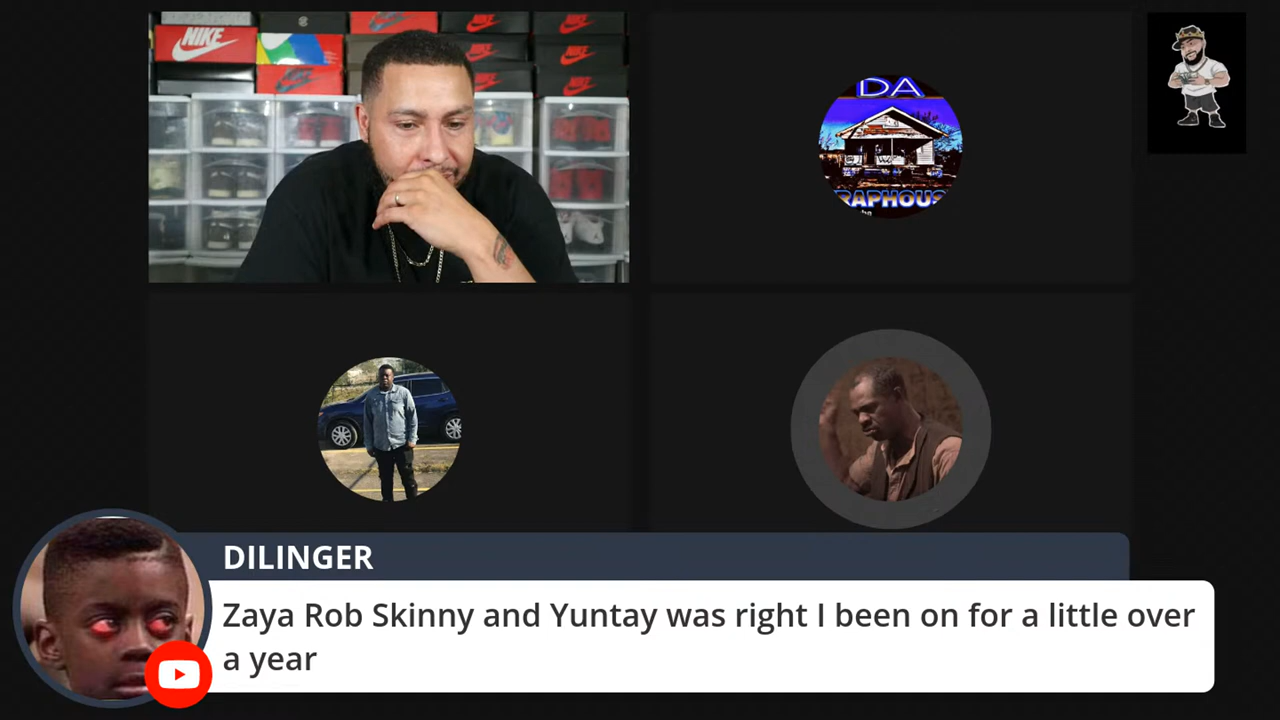 NIKE
DA
RAPHOUS
DILINGER
Zaya Rob Skinny and Yuntay was right I been on for a little over
a year